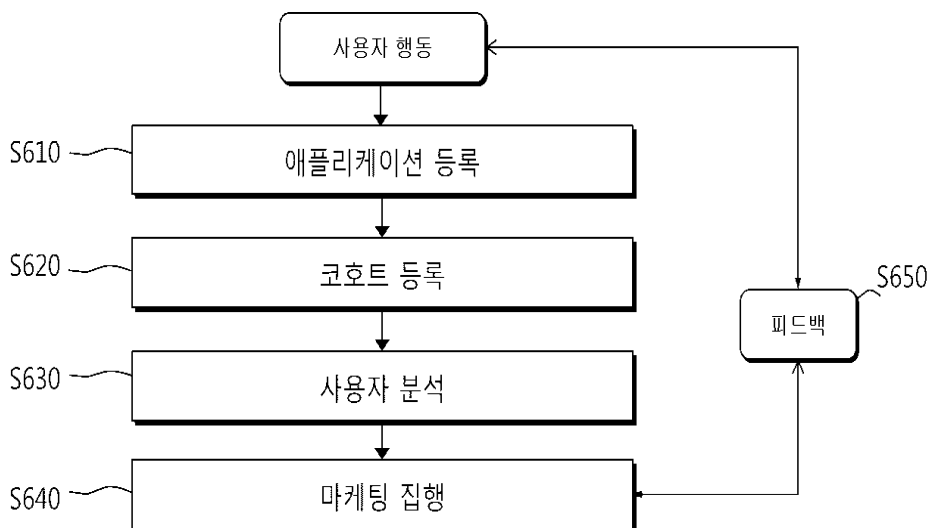 사용자 행동
S610
애플리케이션 등록
S620
코호트 등록
S650
피드백
S630
사용자 분석
S640
마케팅 집행